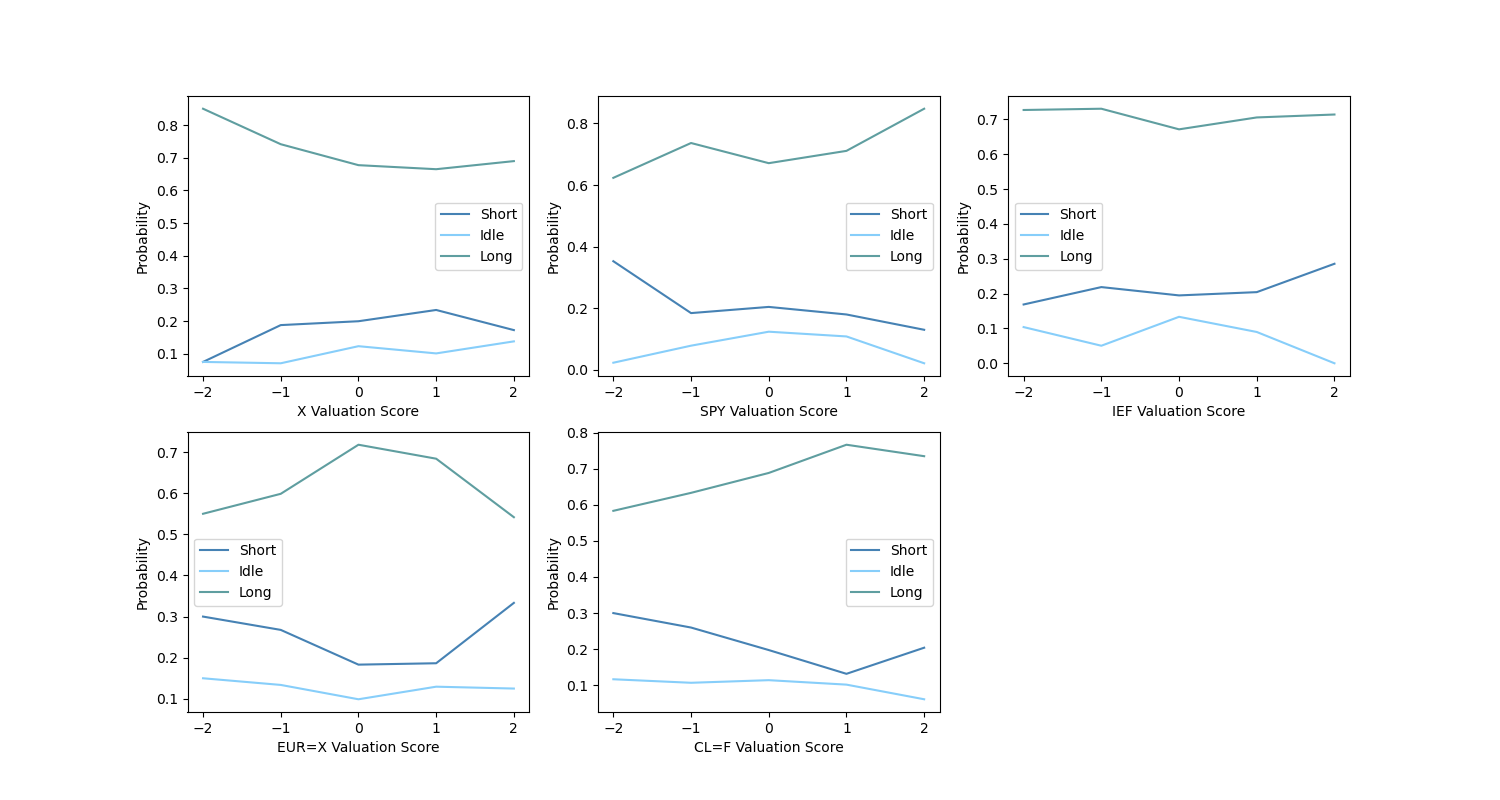 0.8
0.7
0.6
0.5
0.4
0.3
0.2
0.1
Probability
Short
Idle
Long
−2 −1 0 1 2
X Valuation Score
0.8
0.6
0.4
0.2
0.0
Probability
Short
Idle
Long
−2 −1 0 1 2
SPY Valuation Score
0.7
0.6
0.5
0.4
0.3
0.2
0.1
0.0
Probability
Short
Idle
Long
−2 −1 0 1 2
IEF Valuation Score
0.7
0.6
0.5
0.4
0.3
0.2
0.1
Probability
Short
Idle
Long
−2 −1 0 1 2
EUR=X Valuation Score
0.8
0.7
0.6
0.5
0.4
0.3
0.2
0.1
Probability
Short
Idle
Long
−2 −1 0 1 2
CL=F Valuation Score